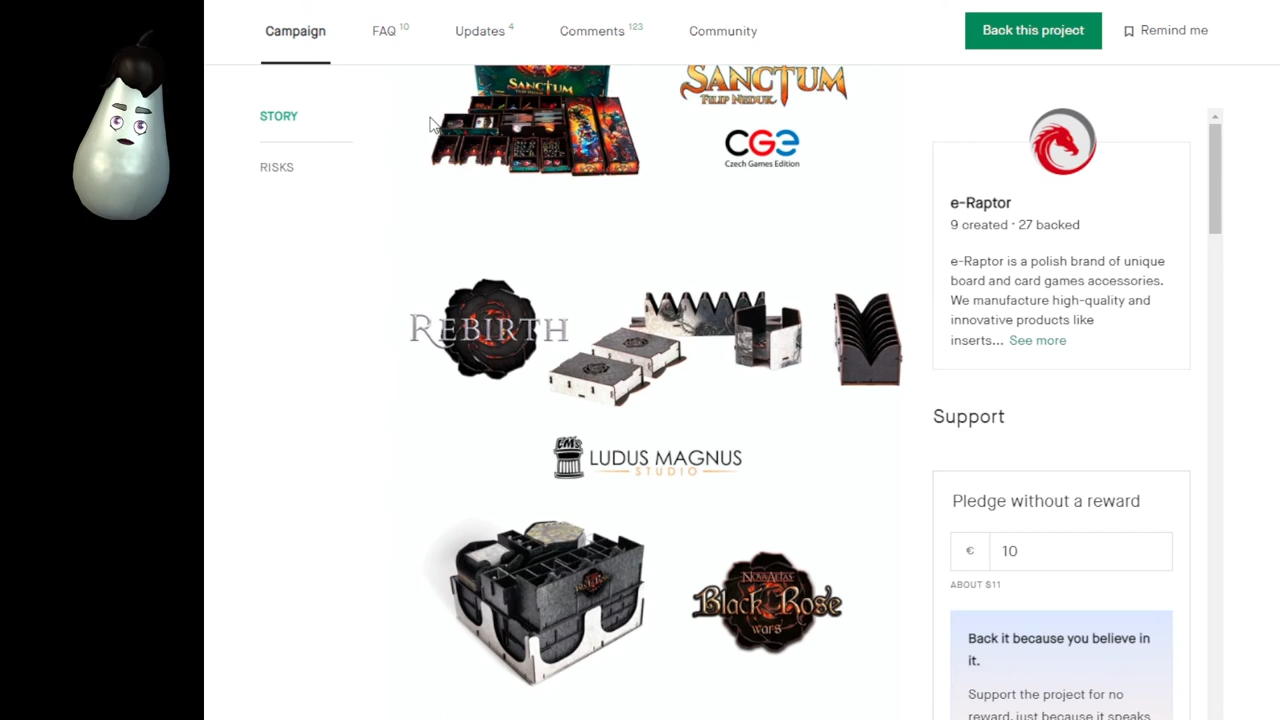 Campaign
FAQ 10
Updates 4
Comments 123
Community
Back this project
Remind me
STORY
RISKS
SANCTUM
SANCTUM
FILIP NEDUK
CGE
Czech Games Edition
REBIRTH
LMS
LUDUS MAGNUS
STUDIO
NOVA AETAS
Black Rose
wars
e-Raptor
9 created · 27 backed
e-Raptor is a polish brand of unique
board and card games accessories.
We manufacture high-quality and
innovative products like
inserts... See more
Support
Pledge without a reward
€ 10
ABOUT $11
Back it because you believe in
it.
Support the project for no
reward, just because it speaks